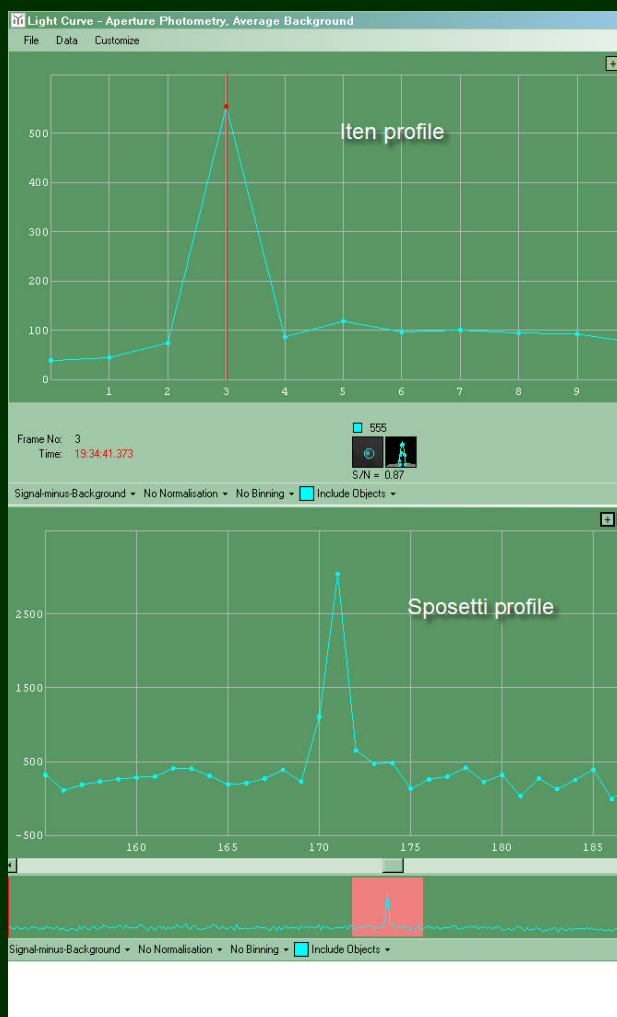 Light Curve - Aperture Photometry, Average Background
File Data Customize
+
Iten profile
500
400
300
200
100
0
1 2 3 4 5 6 7 8 9
555
Frame No: 3
Time: 19:34:41.373
S/N = 0.87
Signal-minus-Background No Normalisation No Binning Include Objects
+
Sposetti profile
2500
1500
500
-500
160 165 170 175 180 185
Signal-minus-Background No Normalisation No Binning Include Objects